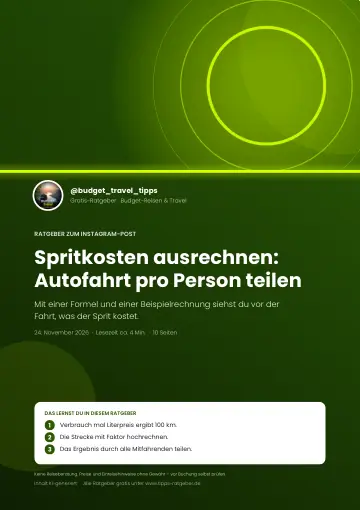 @budget_travel_tipps
Gratis-Ratgeber · Budget-Reisen & Travel
RATGEBER ZUM INSTAGRAM-POST
Spritkosten ausrechnen:
Autofahrt pro Person teilen
Mit einer Formel und einer Beispielrechnung siehst du vor der
Fahrt, was der Sprit kostet.
24. November 2026 · Lesezeit ca. 4 Min. · 10 Seiten
DAS LERNST DU IN DIESEM RATGEBER
1 Verbrauch mal Literpreis ergibt 100 km.
2 Die Strecke mit Faktor hochrechnen.
3 Das Ergebnis durch alle Mitfahrenden teilen.
Keine Reiseberatung. Preise und Einreisehinweise ohne Gewähr – vor Buchung selbst prüfen.
Inhalt KI-generiert · Alle Ratgeber gratis unter www.tipps-ratgeber.de